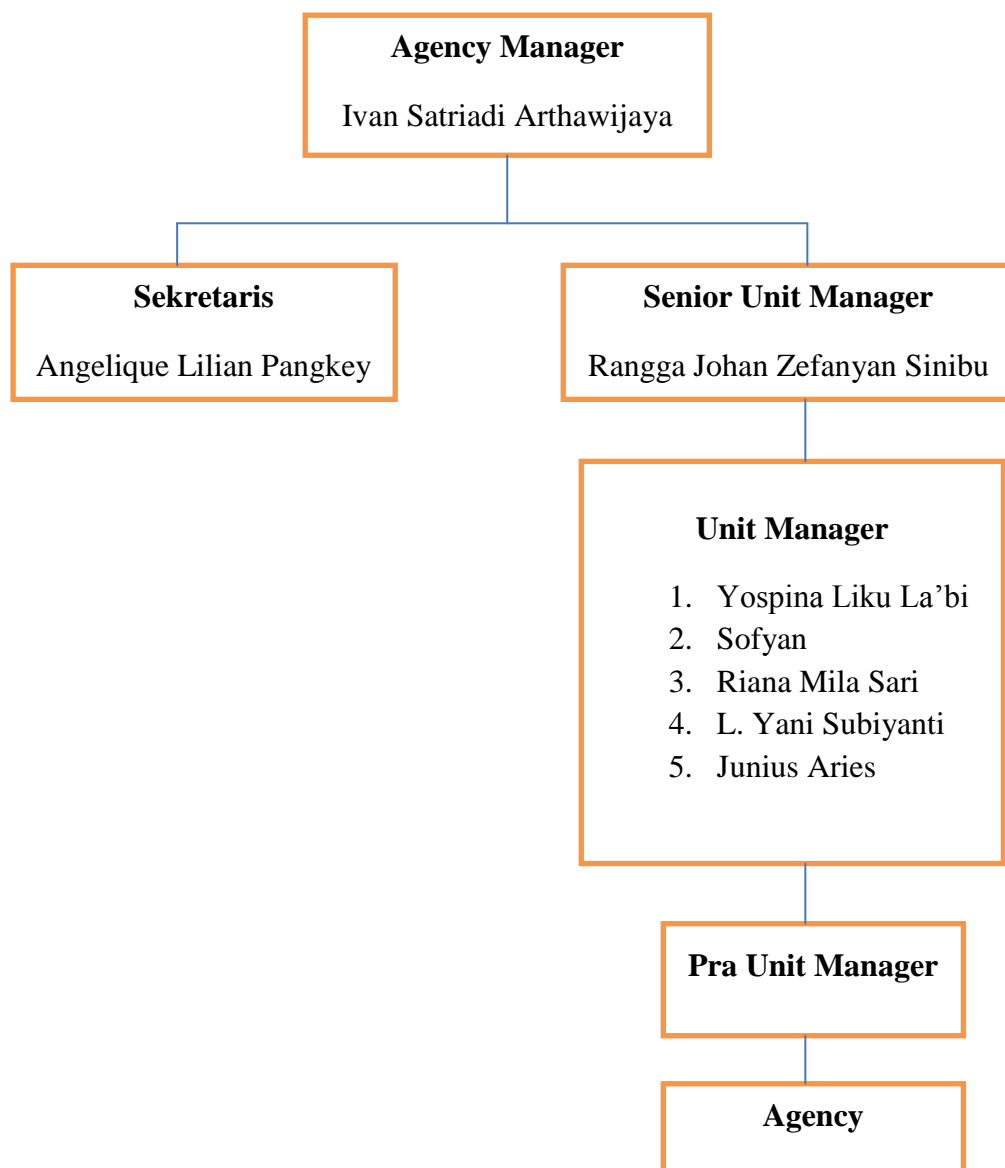 Agency Manager
Ivan Satriadi Arthawijaya
Sekretaris
Angelique Lilian Pangkey
Senior Unit Manager
Rangga Johan Zefanyan Sinibu
Unit Manager
1. Yospina Liku La’bi
2. Sofyan
3. Riana Mila Sari
4. L. Yani Subiyanti
5. Junius Aries
Pra Unit Manager
Agency